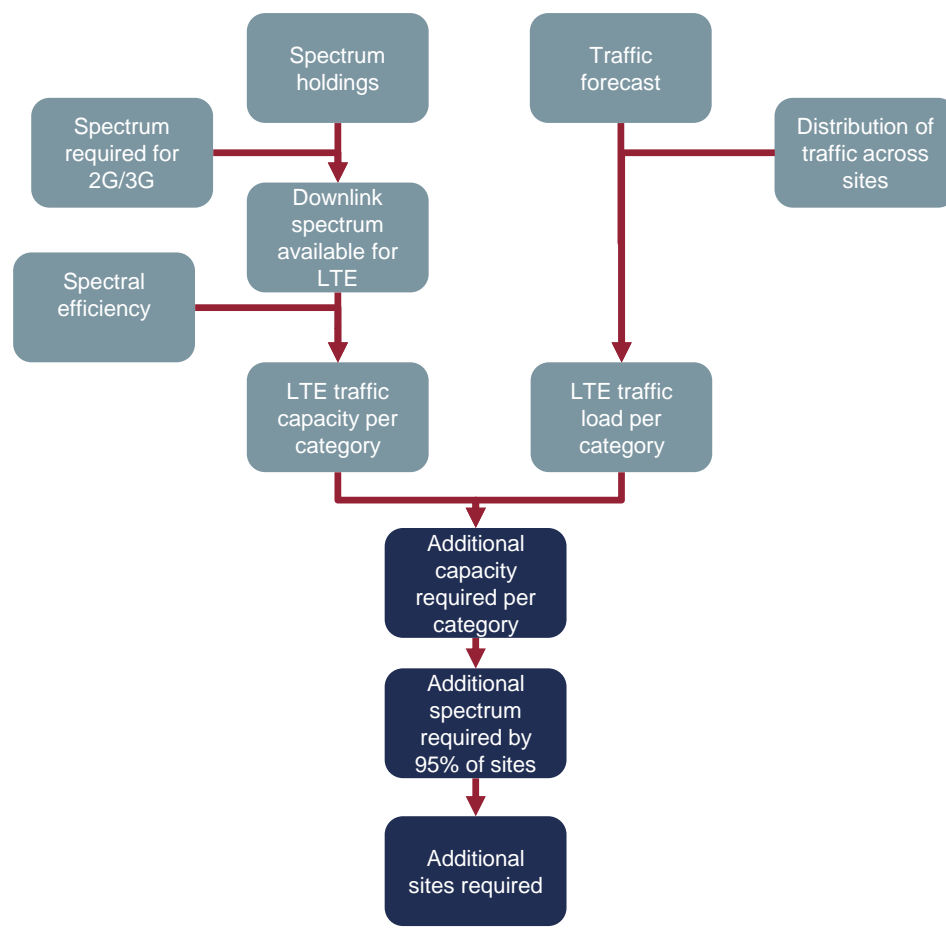 Spectrum
holdings
Traffic
forecast
Spectrum
required for
2G/3G
Distribution of
traffic across
sites
Downlink
spectrum
available for
LTE
Spectral
efficiency
LTE traffic
capacity per
category
LTE traffic
load per
category
Additional
capacity
required per
category
Additional
spectrum
required by
95% of sites
Additional
sites required